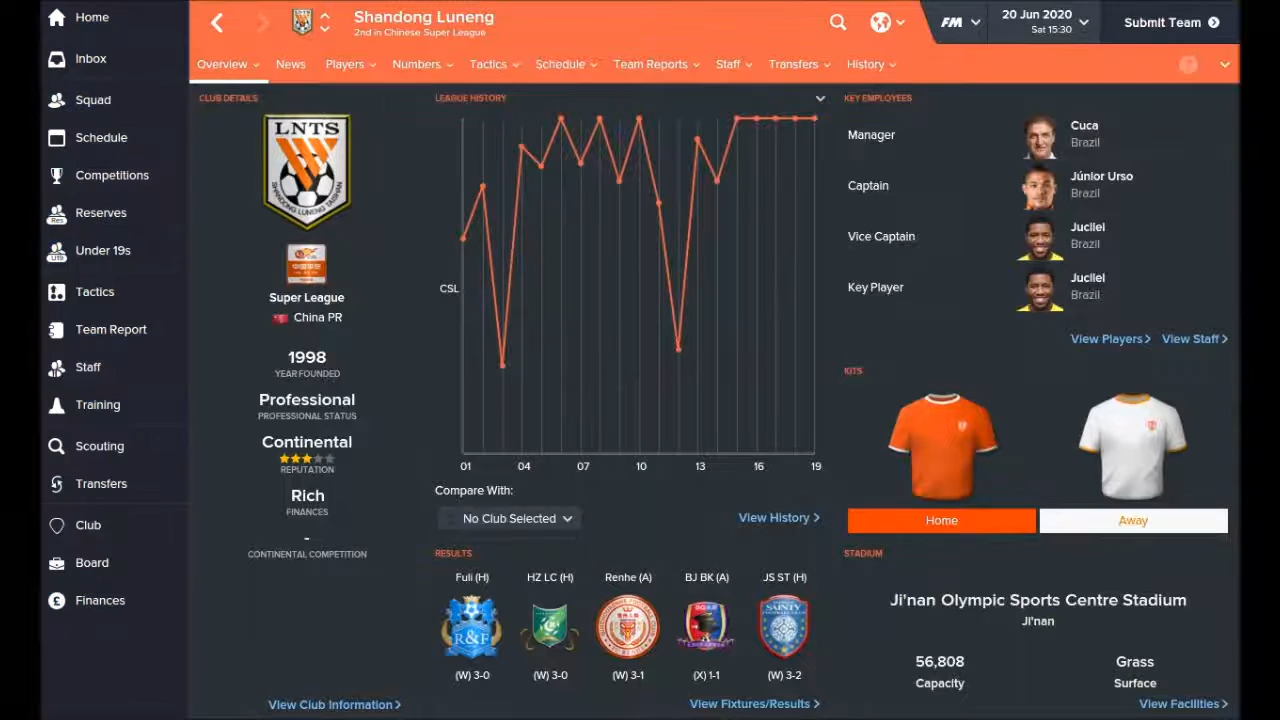 Home
Inbox
Squad
Schedule
Competitions
Reserves
Res
Under 19s
U19
Tactics
Team Report
Staff
Training
Scouting
Transfers
Club
Board
Finances
Shandong Luneng
2nd in Chinese Super League
FM
20 Jun 2020
Sat 15:30
Submit Team
Overview
News
Players
Numbers
Tactics
Schedule
Team Reports
Staff
Transfers
History
CLUB DETAILS
LNTS
SHANDONG LUNENG TAISHAN
Super League
China PR
1998
YEAR FOUNDED
Professional
PROFESSIONAL STATUS
Continental
REPUTATION
Rich
FINANCES
-
CONTINENTAL COMPETITION
View Club Information >
LEAGUE HISTORY
CSL
01 04 07 10 13 16 19
Compare With:
No Club Selected
View History >
RESULTS
Fuli (H) HZ LC (H) Renhe (A) BJ BK (A) JS ST (H)
R&F
SAINTY
(W) 3-0 (W) 3-0 (W) 3-1 (X) 1-1 (W) 3-2
View Fixtures/Results >
KEY EMPLOYEES
Manager
Cuca
Brazil
Captain
Júnior Urso
Brazil
Vice Captain
Jucilei
Brazil
Key Player
Jucilei
Brazil
View Players > View Staff >
KITS
Home
Away
STADIUM
Ji'nan Olympic Sports Centre Stadium
Ji'nan
56,808
Capacity
Grass
Surface
View Facilities >